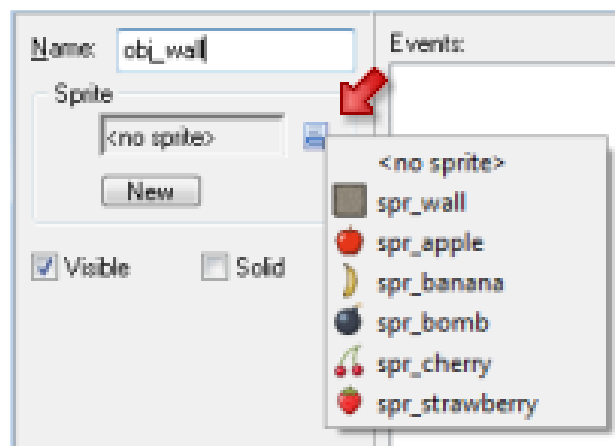 Name: obj_wall
Events:
Sprite
<no sprite>
New
Visible
Solid
<no sprite>
spr_wall
spr_apple
spr_banana
spr_bomb
spr_cherry
spr_strawberry